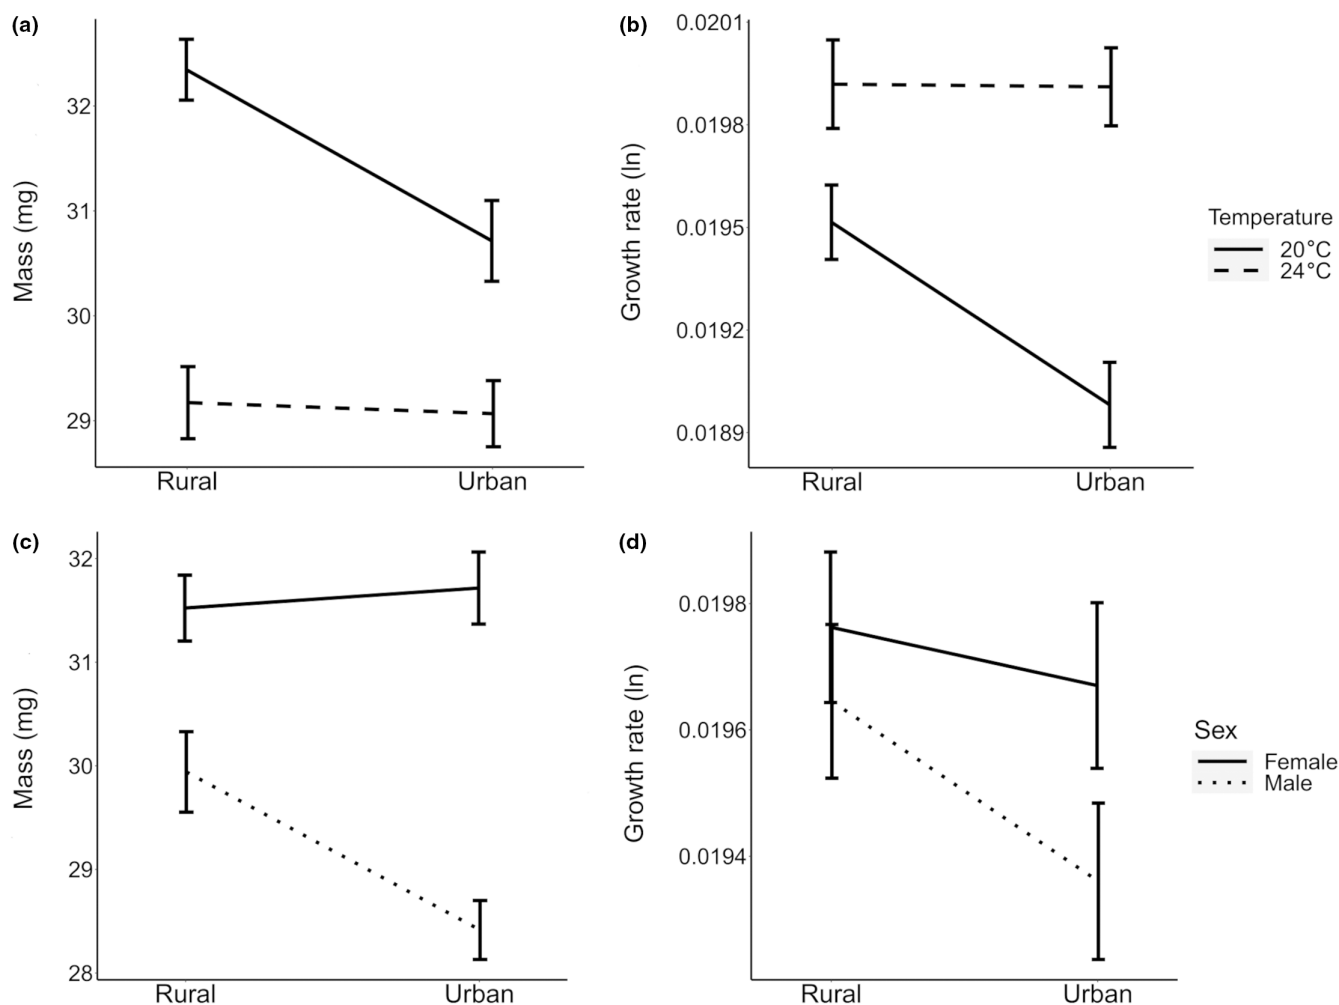 (a)
Mass (mg)
32
31
30
29
Rural Urban
(b)
Growth rate (ln)
0.0201
0.0198
0.0195
0.0192
0.0189
Rural Urban
Temperature
20°C
24°C
(c)
Mass (mg)
32
31
30
29
28
Rural Urban
(d)
Growth rate (ln)
0.0198
0.0196
0.0194
Rural Urban
Sex
Female
Male